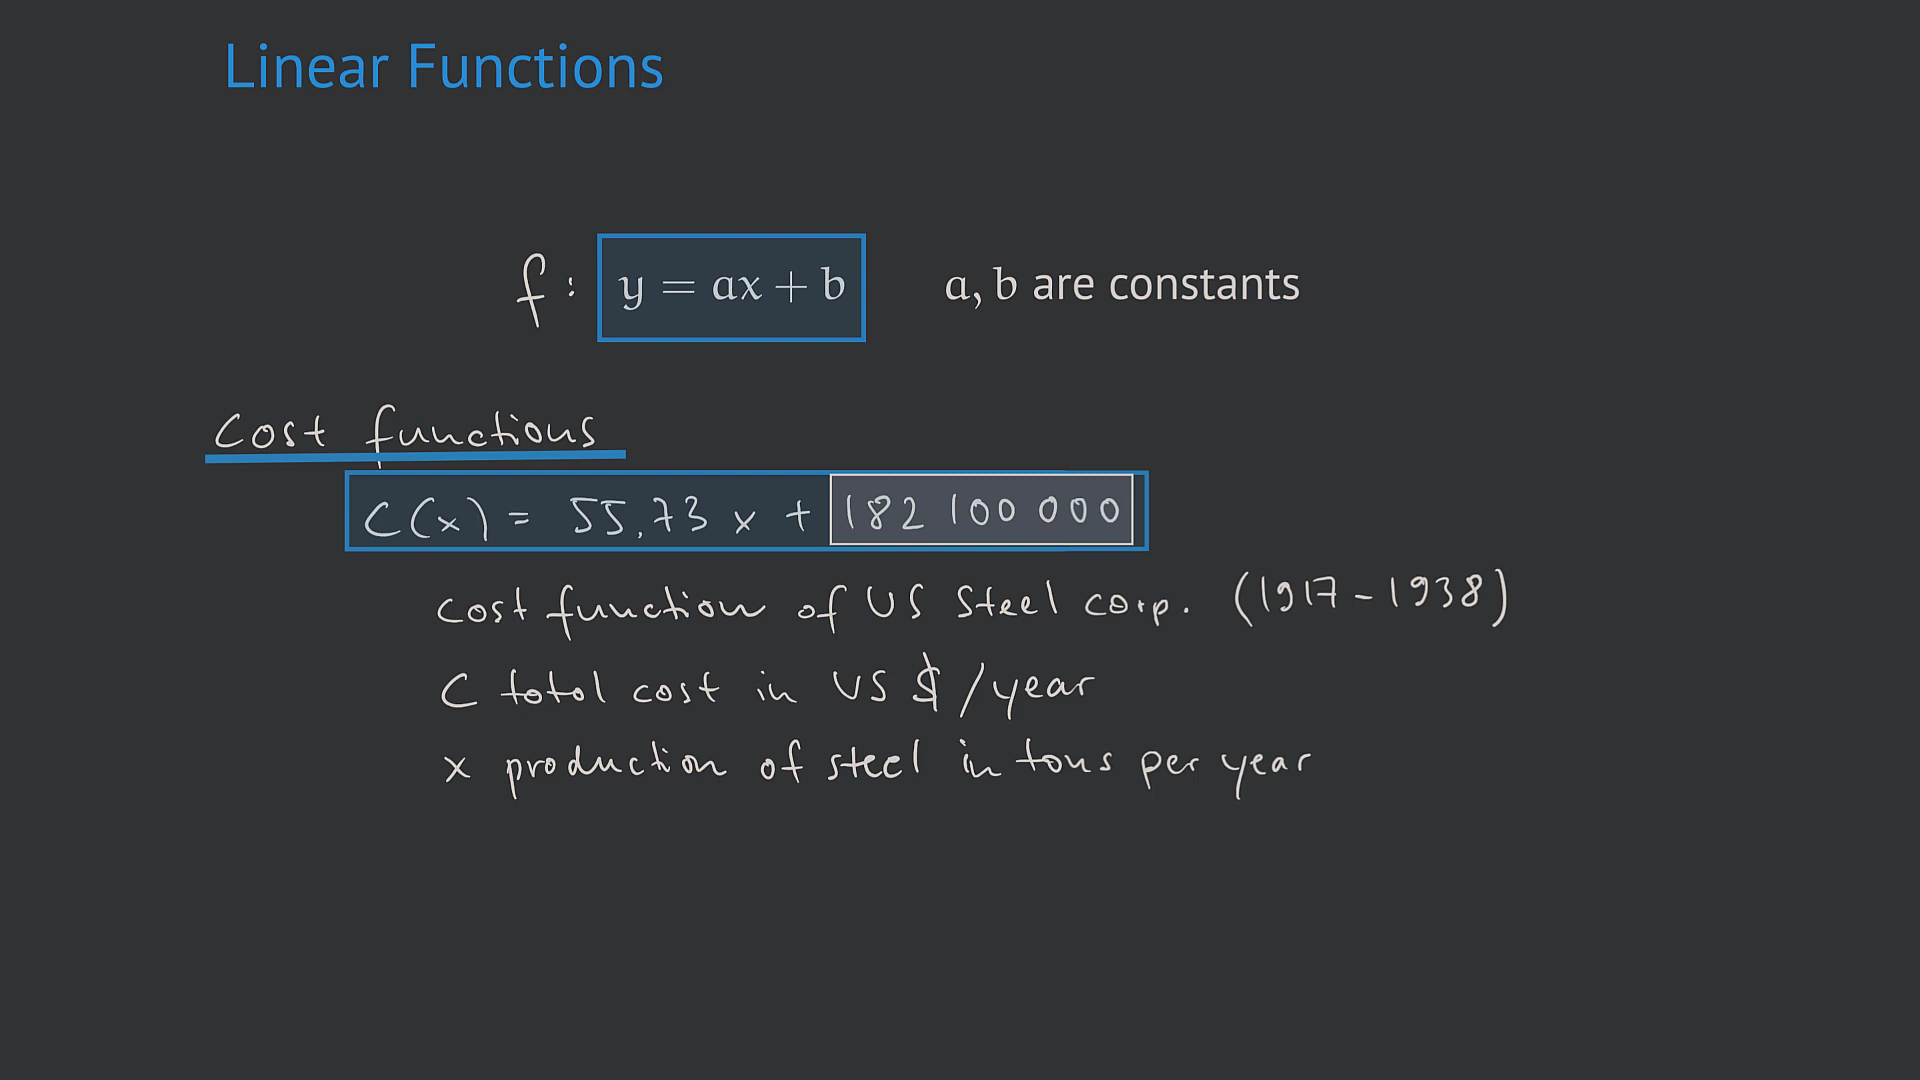 Linear Functions
f : y = ax + b a, b are constants
Cost functions
C(x) = 55,73 x + 182 100 000
cost function of US Steel corp. (1917 - 1938)
C total cost in US $ / year
x production of steel in tons per year